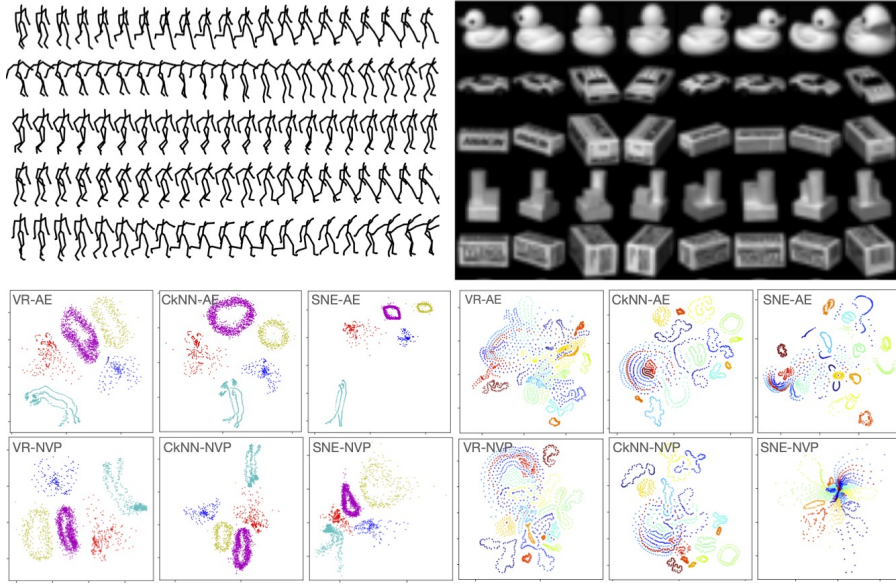 VR-AE
CkNN-AE
SNE-AE
VR-AE
CkNN-AE
SNE-AE
VR-NVP
CkNN-NVP
SNE-NVP
VR-NVP
CkNN-NVP
SNE-NVP